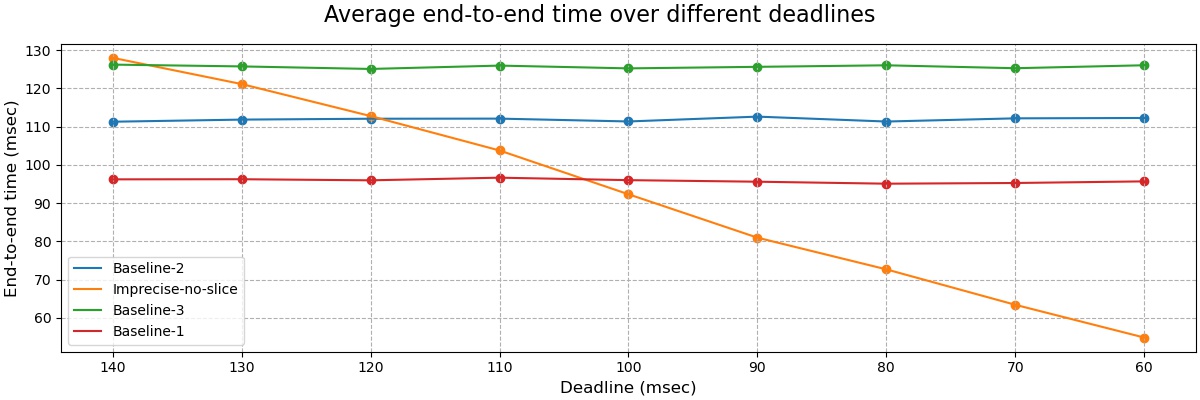 Average end-to-end time over different deadlines
End-to-end time (msec)
130
120
110
100
90
80
70
60
Baseline-2
Imprecise-no-slice
Baseline-3
Baseline-1
140 130 120 110 100 90 80 70 60
Deadline (msec)